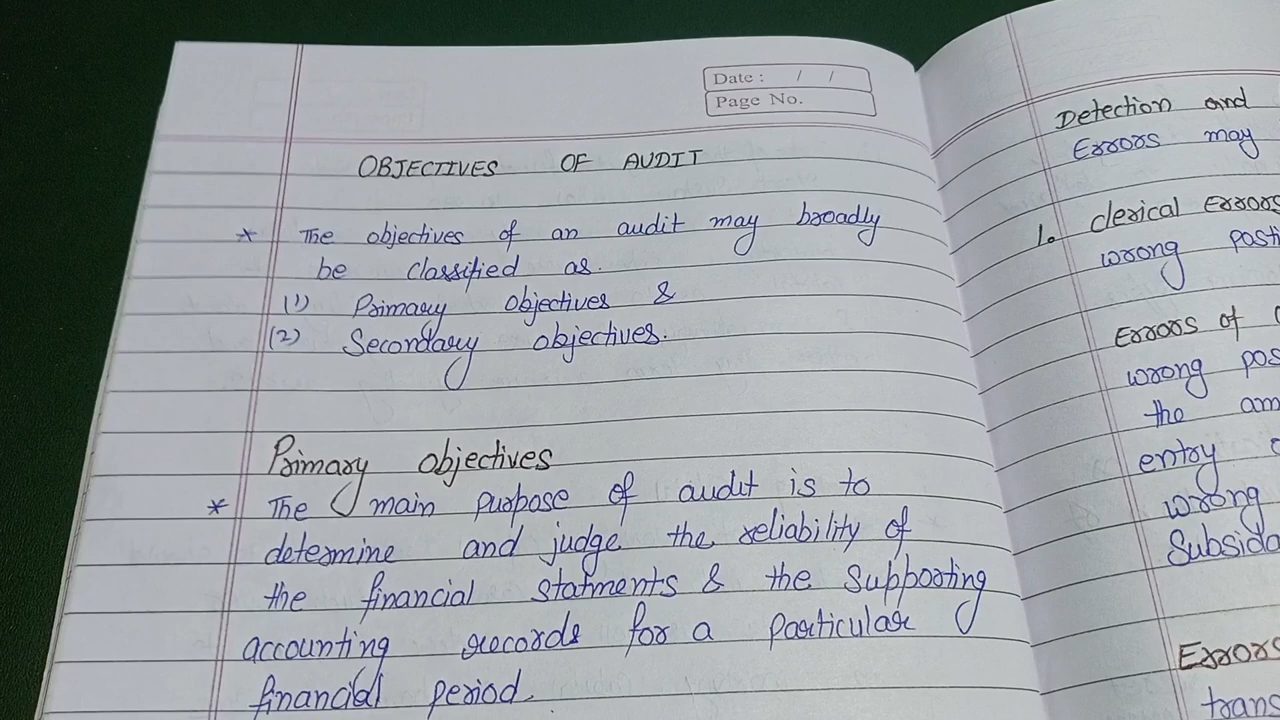 Date : / /
Page No.
OBJECTIVES OF AUDIT
* The objectives of an audit may broadly
be classified as.
(1) Primary objectives &
(2) Secondary objectives.
Primary objectives
* The main purpose of audit is to
determine and judge the reliability of
the financial statments & the supporting
accounting records for a particular
financial period.
Detection and
Errors may
1. clerical Errors
wrong posti
Errors of
wrong pos
the am
entry
wrong
Subsida
Errors
trans